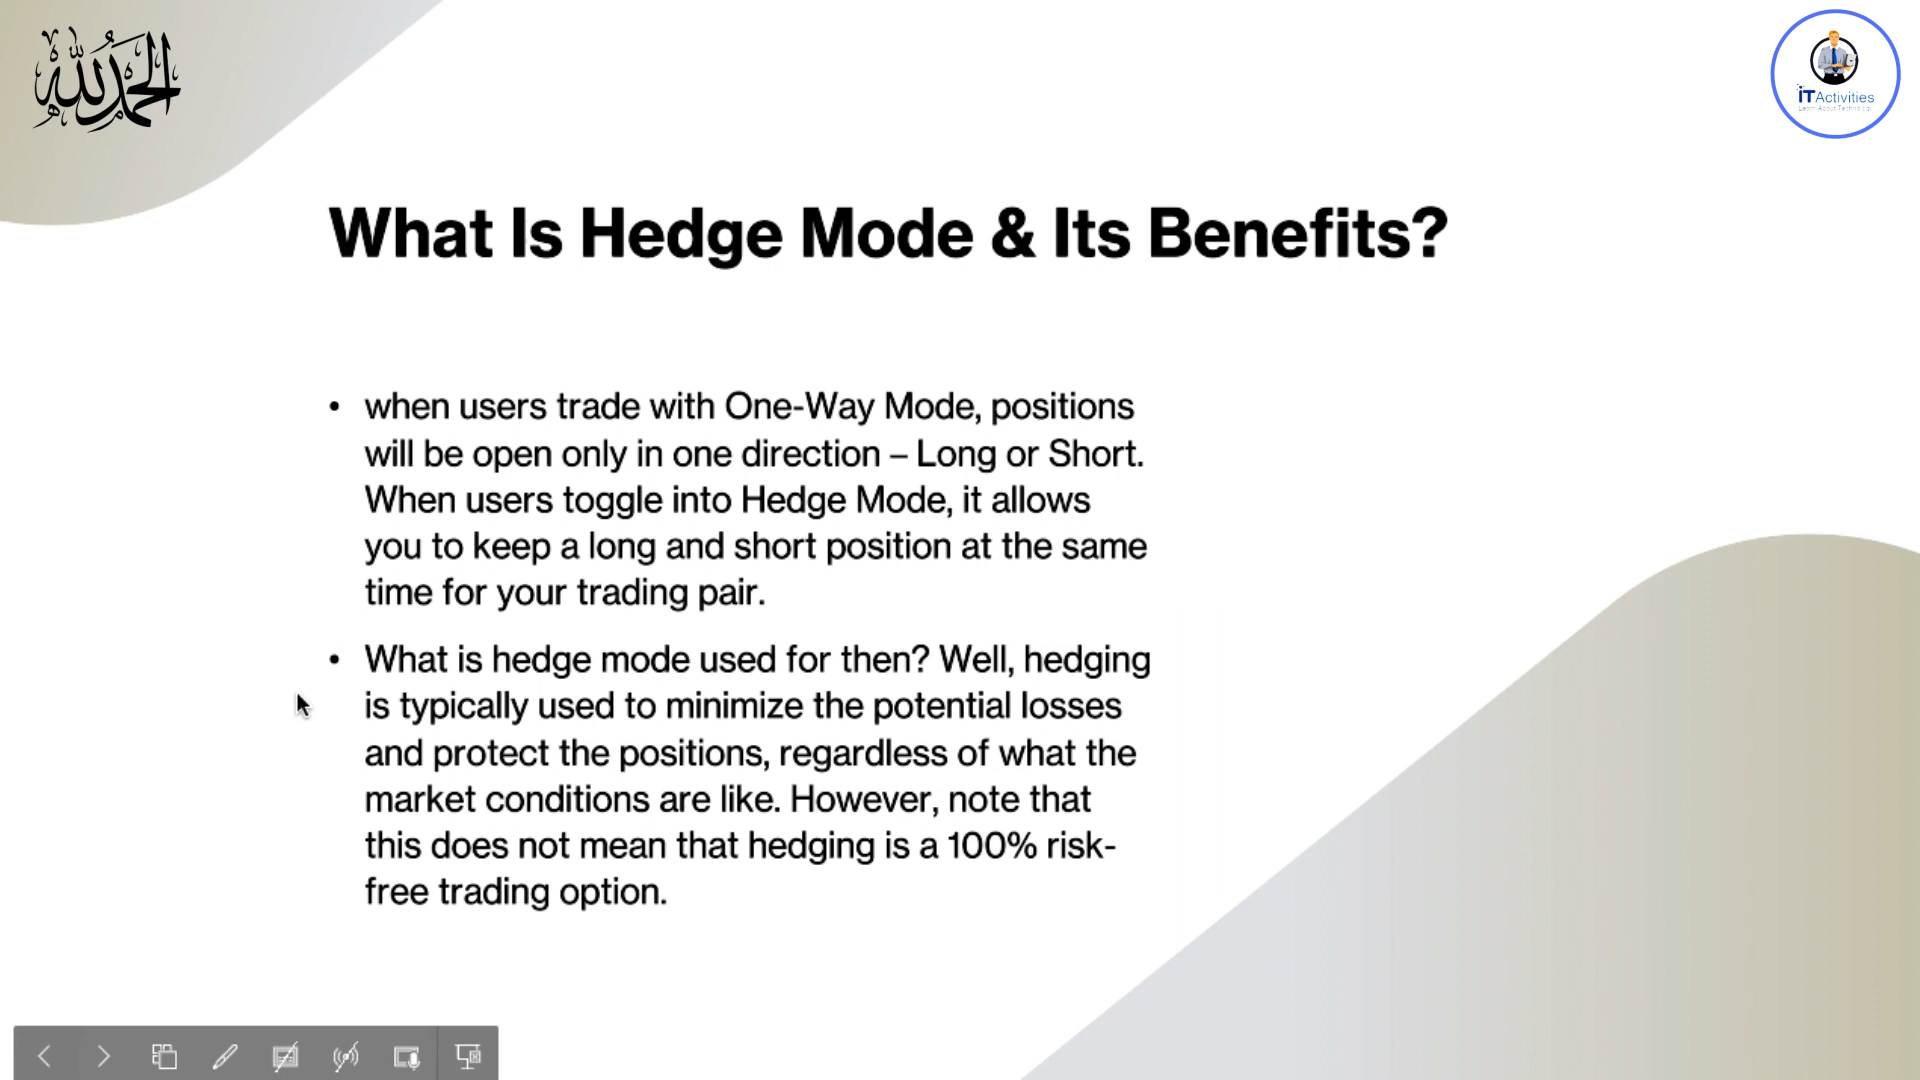 الحمد لله
iTActivities
Learn About Technology
What Is Hedge Mode & Its Benefits?
• when users trade with One-Way Mode, positions
will be open only in one direction – Long or Short.
When users toggle into Hedge Mode, it allows
you to keep a long and short position at the same
time for your trading pair.
• What is hedge mode used for then? Well, hedging
is typically used to minimize the potential losses
and protect the positions, regardless of what the
market conditions are like. However, note that
this does not mean that hedging is a 100% risk-
free trading option.